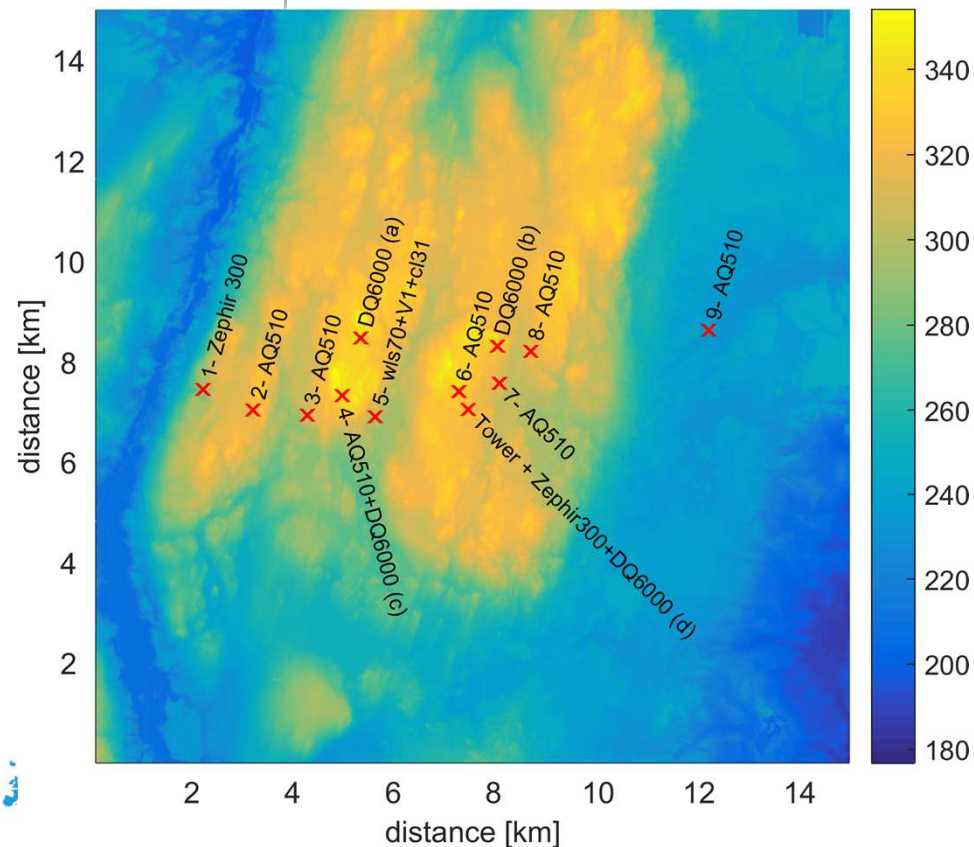 14
12
10
8
6
4
2
distance [km]
1- Zephir 300
2- AQ510
3- AQ510
4- AQ510+DQ6000 (c)
DQ6000 (a)
5- wls70+V1+cl31
6- AQ510
DQ6000 (b)
8- AQ510
7- AQ510
Tower + Zephir300+DQ6000 (d)
9- AQ510
2
4
6
8
10
12
14
distance [km]
340
320
300
280
260
240
220
200
180